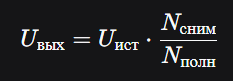 U_вых = U_ист · N_сним / N_полн